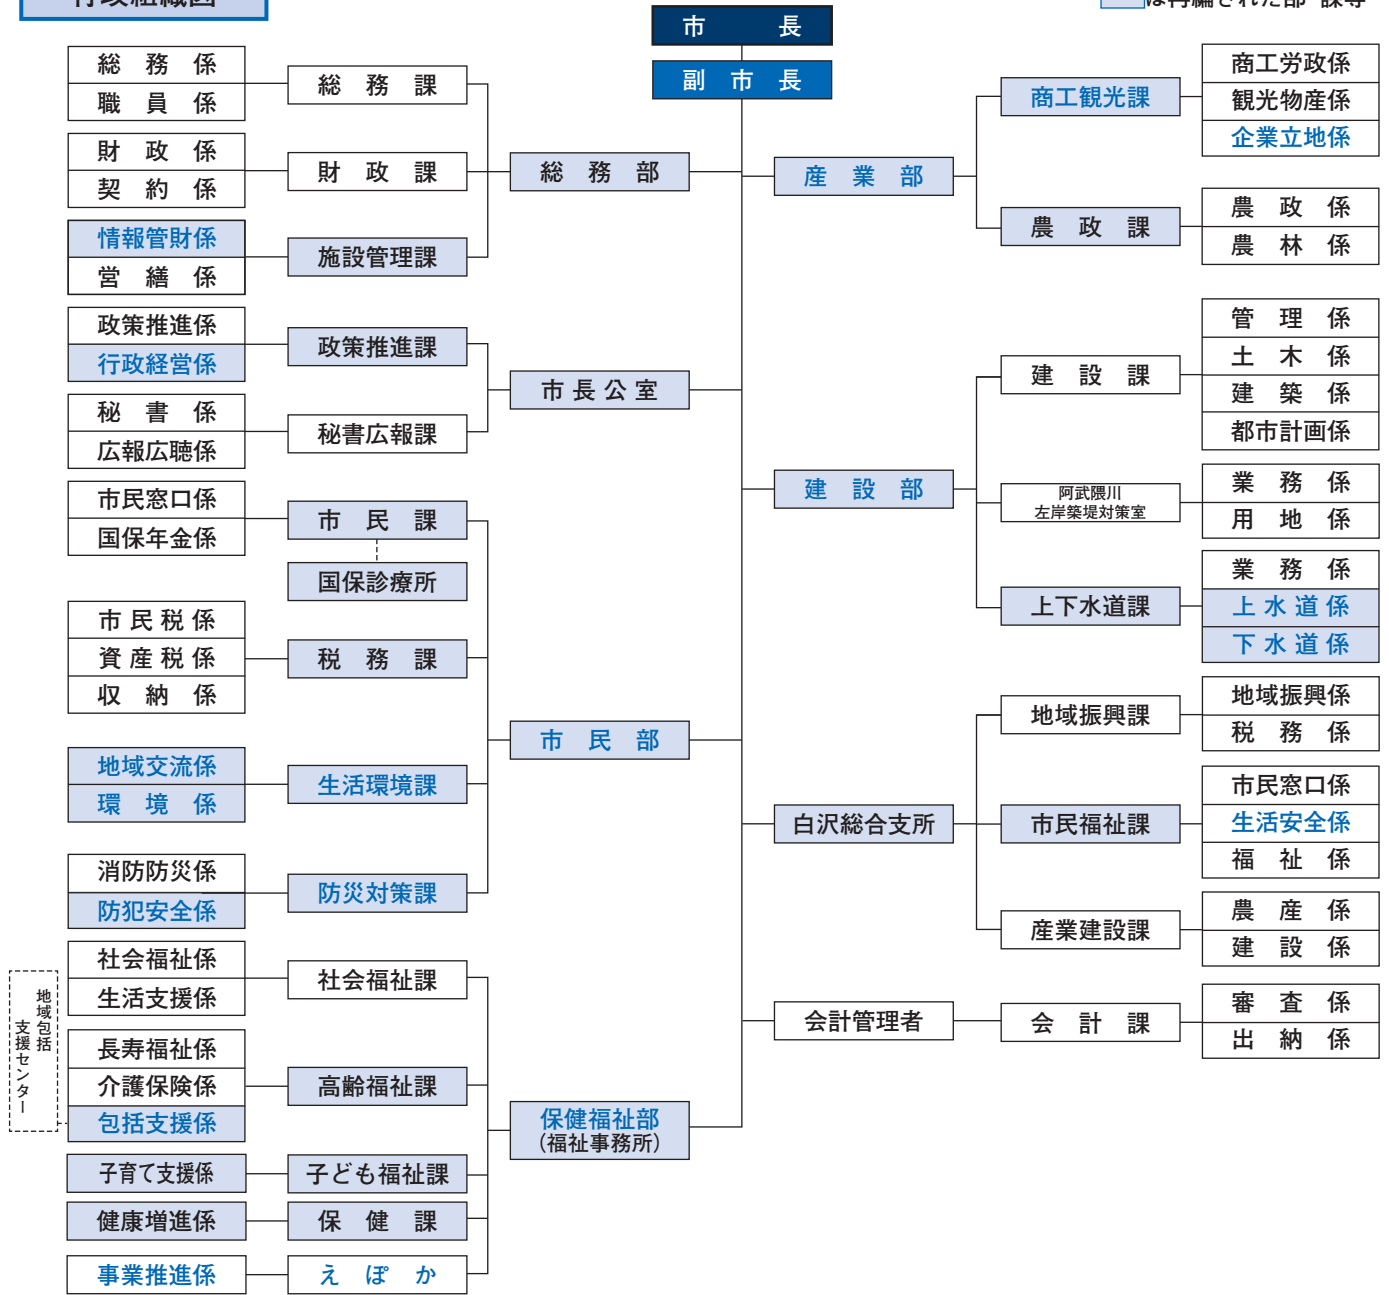 行政組織図
は再編された部・課等
市長
副市長
総務係
職員係
総務課
財政係
契約係
財政課
情報管財係
営繕係
施設管理課
総務部
政策推進係
行政経営係
政策推進課
秘書係
広報広聴係
秘書広報課
市長公室
市民窓口係
国保年金係
市民課
国保診療所
市民税係
資産税係
収納係
税務課
地域交流係
環境係
生活環境課
消防防災係
防犯安全係
防災対策課
市民部
社会福祉係
生活支援係
社会福祉課
地域包括
支援センター
長寿福祉係
介護保険係
包括支援係
高齢福祉課
子育て支援係
子ども福祉課
健康増進係
保健課
事業推進係
えぽか
保健福祉部
(福祉事務所)
産業部
商工観光課
商工労政係
観光物産係
企業立地係
農政課
農政係
農林係
建設部
建設課
管理係
土木係
建築係
都市計画係
阿武隈川
左岸築堤対策室
業務係
用地係
上下水道課
業務係
上水道係
下水道係
白沢総合支所
地域振興課
地域振興係
税務係
市民福祉課
市民窓口係
生活安全係
福祉係
産業建設課
農産係
建設係
会計管理者
会計課
審査係
出納係